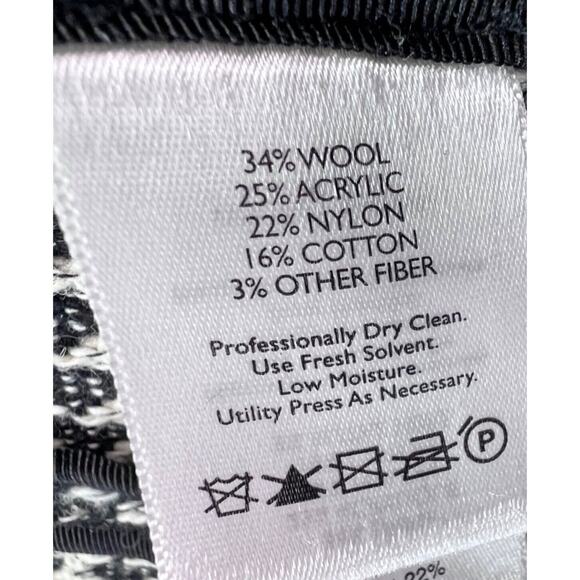 34% WOOL
25% ACRYLIC
22% NYLON
16% COTTON
3% OTHER FIBER
Professionally Dry Clean.
Use Fresh Solvent.
Low Moisture.
Utility Press As Necessary.
P
22%